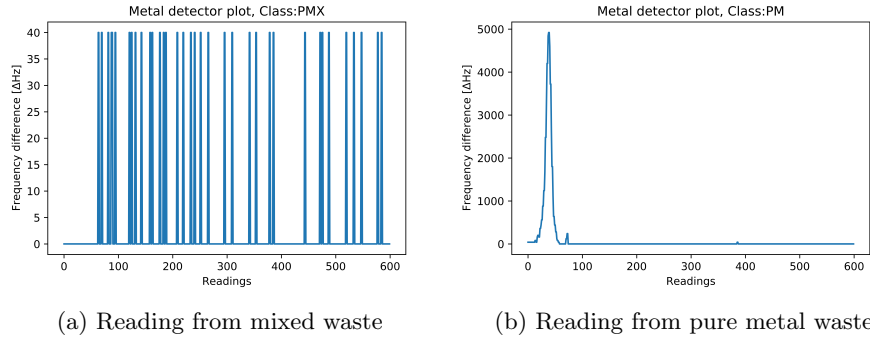 Metal detector plot, Class:PMX
Frequency difference [ΔHz]
40
35
30
25
20
15
10
5
0
0 100 200 300 400 500 600
Readings
(a) Reading from mixed waste
Metal detector plot, Class:PM
Frequency difference [ΔHz]
5000
4000
3000
2000
1000
0
0 100 200 300 400 500 600
Readings
(b) Reading from pure metal waste